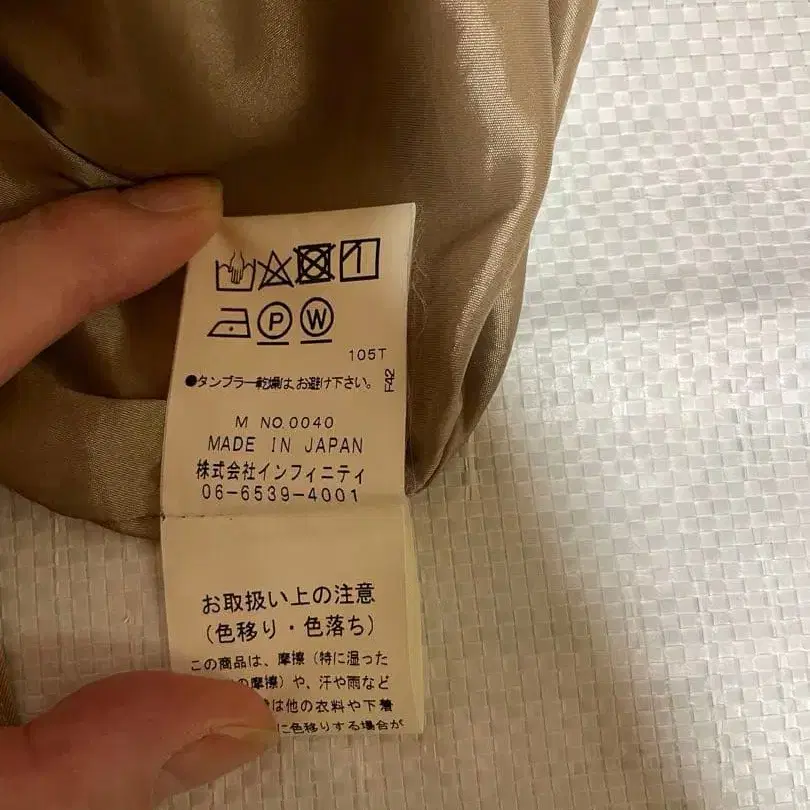 P W
105T
●タンブラー乾燥は、お避け下さい。
F42
M NO.0040
MADE IN JAPAN
株式会社インフィニティ
06-6539-4001
お取扱い上の注意
(色移り・色落ち)
この商品は、摩擦(特に湿った
の摩擦)や、汗や雨など
は他の衣料や下着
に色移りする場合が